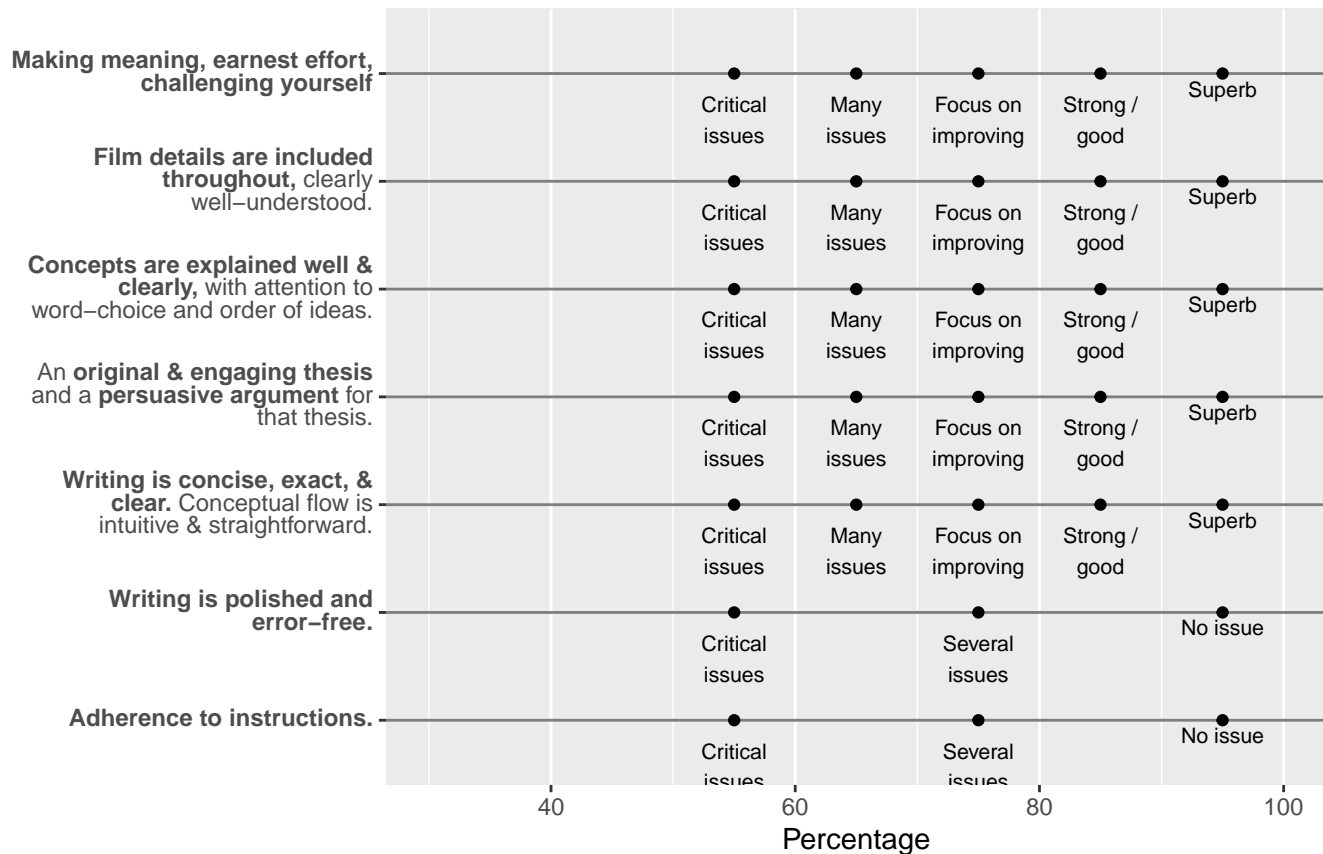 Making meaning, earnest effort,
challenging yourself
Critical
issues
Many
issues
Focus on
improving
Strong /
good
Superb
Film details are included
throughout, clearly
well−understood.
Critical
issues
Many
issues
Focus on
improving
Strong /
good
Superb
Concepts are explained well &
clearly, with attention to
word−choice and order of ideas.
Critical
issues
Many
issues
Focus on
improving
Strong /
good
Superb
An original & engaging thesis
and a persuasive argument for
that thesis.
Critical
issues
Many
issues
Focus on
improving
Strong /
good
Superb
Writing is concise, exact, &
clear. Conceptual flow is
intuitive & straightforward.
Critical
issues
Many
issues
Focus on
improving
Strong /
good
Superb
Writing is polished and
error−free.
Critical
issues
Several
issues
No issue
Adherence to instructions.
Critical
issues
Several
issues
No issue
40
60
80
100
Percentage